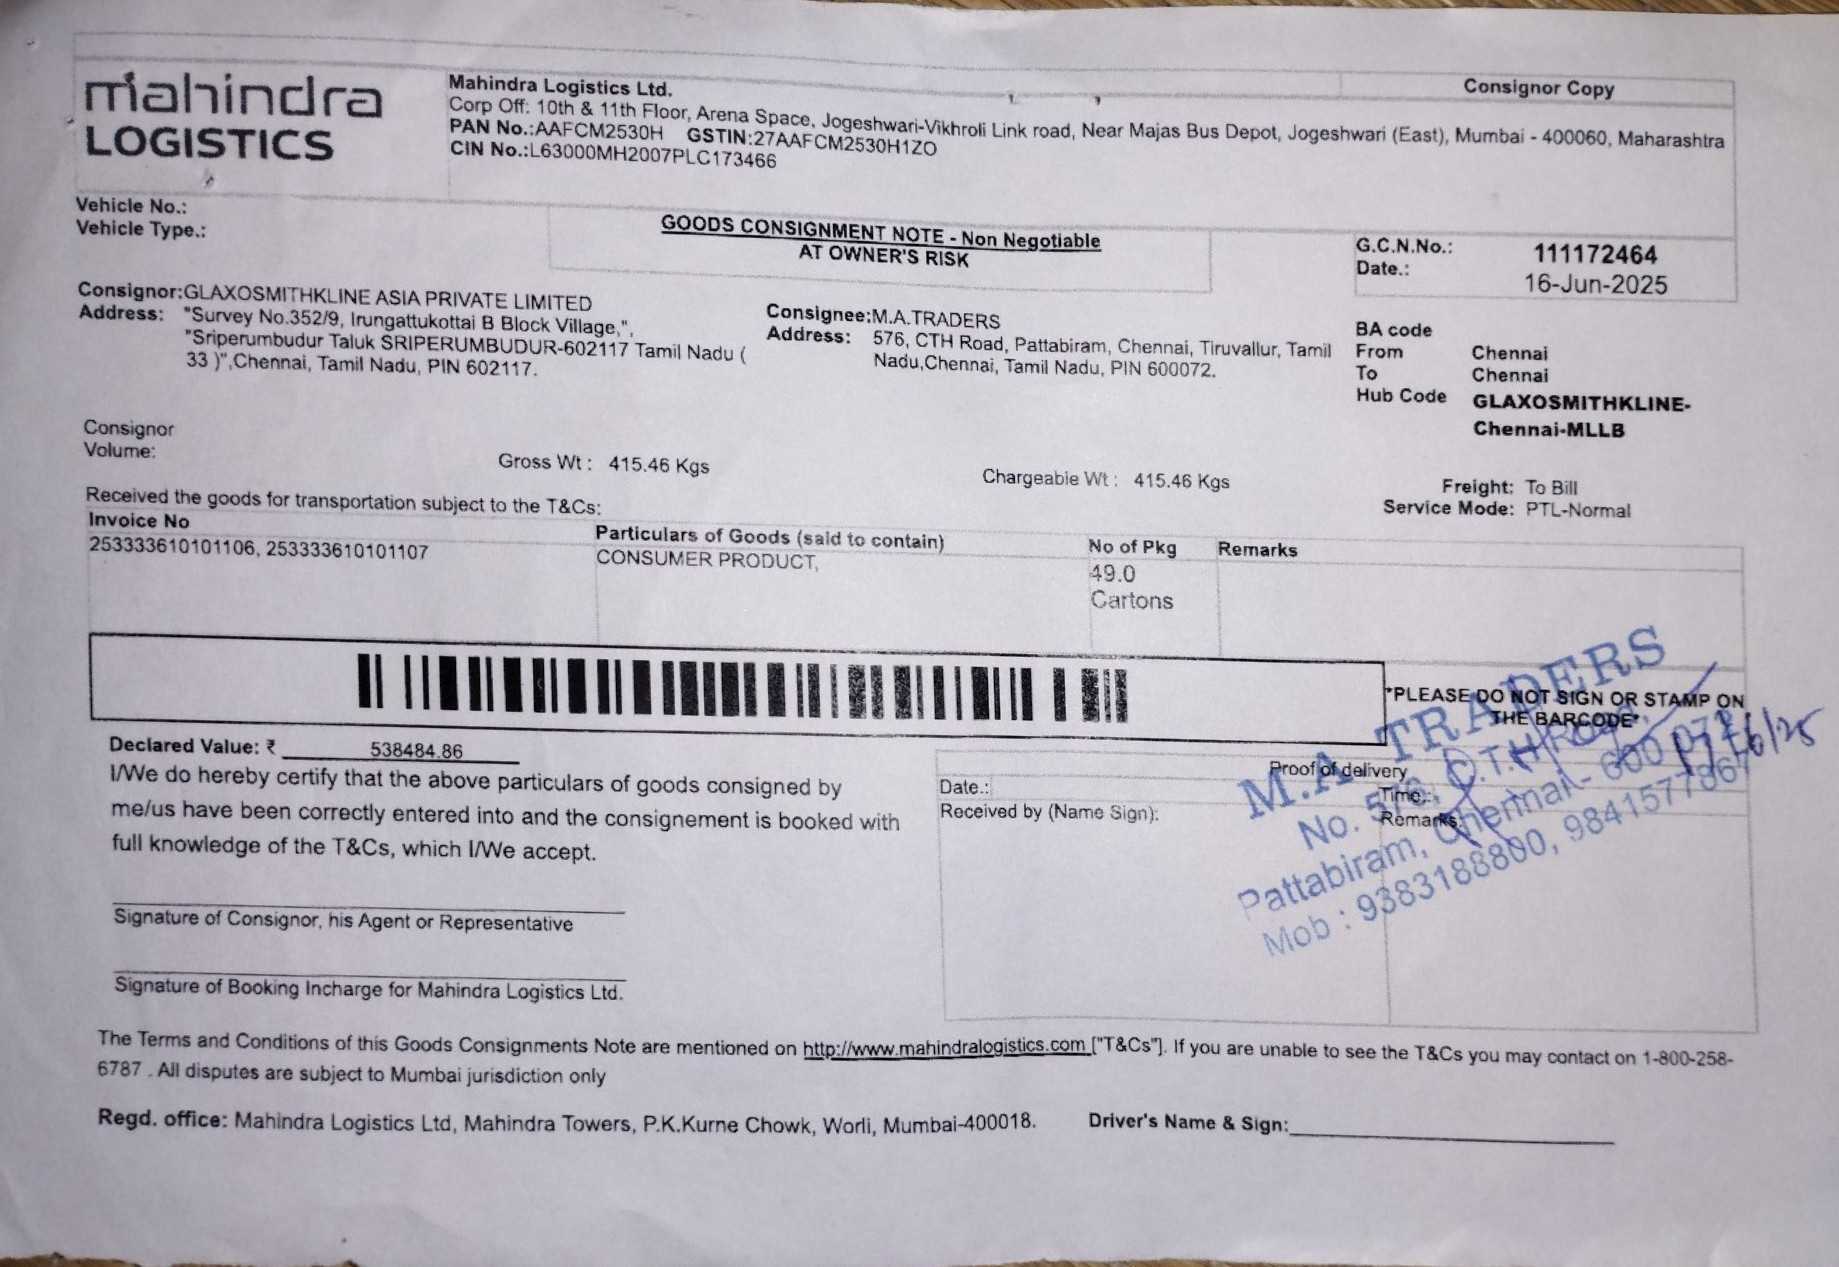 mahindra
LOGISTICS
Mahindra Logistics Ltd.
Consignor Copy
Corp Off: 10th & 11th Floor, Arena Space, Jogeshwari-Vikhroli Link road, Near Majas Bus Depot, Jogeshwari (East), Mumbai - 400060, Maharashtra
PAN No.:AAFCM2530H GSTIN:27AAFCM2530H1ZO
CIN No.:L63000MH2007PLC173466
Vehicle No.:
Vehicle Type.:
GOODS CONSIGNMENT NOTE - Non Negotiable
AT OWNER'S RISK
G.C.N.No.: 111172464
Date.: 16-Jun-2025
Consignor:GLAXOSMITHKLINE ASIA PRIVATE LIMITED
Address: "Survey No.352/9, Irungattukottai B Block Village,",
"Sriperumbudur Taluk SRIPERUMBUDUR-602117 Tamil Nadu (
33 )",Chennai, Tamil Nadu, PIN 602117.
Consignee:M.A.TRADERS
Address: 576, CTH Road, Pattabiram, Chennai, Tiruvallur, Tamil
Nadu,Chennai, Tamil Nadu, PIN 600072.
BA code
From Chennai
To Chennai
Hub Code GLAXOSMITHKLINE-
Chennai-MLLB
Consignor
Volume:
Gross Wt : 415.46 Kgs
Chargeable Wt : 415.46 Kgs
Freight: To Bill
Service Mode: PTL-Normal
Received the goods for transportation subject to the T&Cs:
Invoice No
Particulars of Goods (said to contain)
No of Pkg
Remarks
253333610101106, 253333610101107
CONSUMER PRODUCT,
49.0
Cartons
*PLEASE DO NOT SIGN OR STAMP ON
THE BARCODE*
Declared Value: ₹ 538484.86
I/We do hereby certify that the above particulars of goods consigned by
me/us have been correctly entered into and the consignement is booked with
full knowledge of the T&Cs, which I/We accept.
Proof of delivery
Date.:
Time.:
Received by (Name Sign):
Remarks:
M.A TRADERS
No. 576, C.T.H Road,
Pattabiram, Chennai - 600 072
Mob : 9383188800, 9841577867
17/6/25
Signature of Consignor, his Agent or Representative
Signature of Booking Incharge for Mahindra Logistics Ltd.
The Terms and Conditions of this Goods Consignments Note are mentioned on http://www.mahindralogistics.com ["T&Cs"]. If you are unable to see the T&Cs you may contact on 1-800-258-
6787 . All disputes are subject to Mumbai jurisdiction only
Regd. office: Mahindra Logistics Ltd, Mahindra Towers, P.K.Kurne Chowk, Worli, Mumbai-400018.
Driver's Name & Sign: